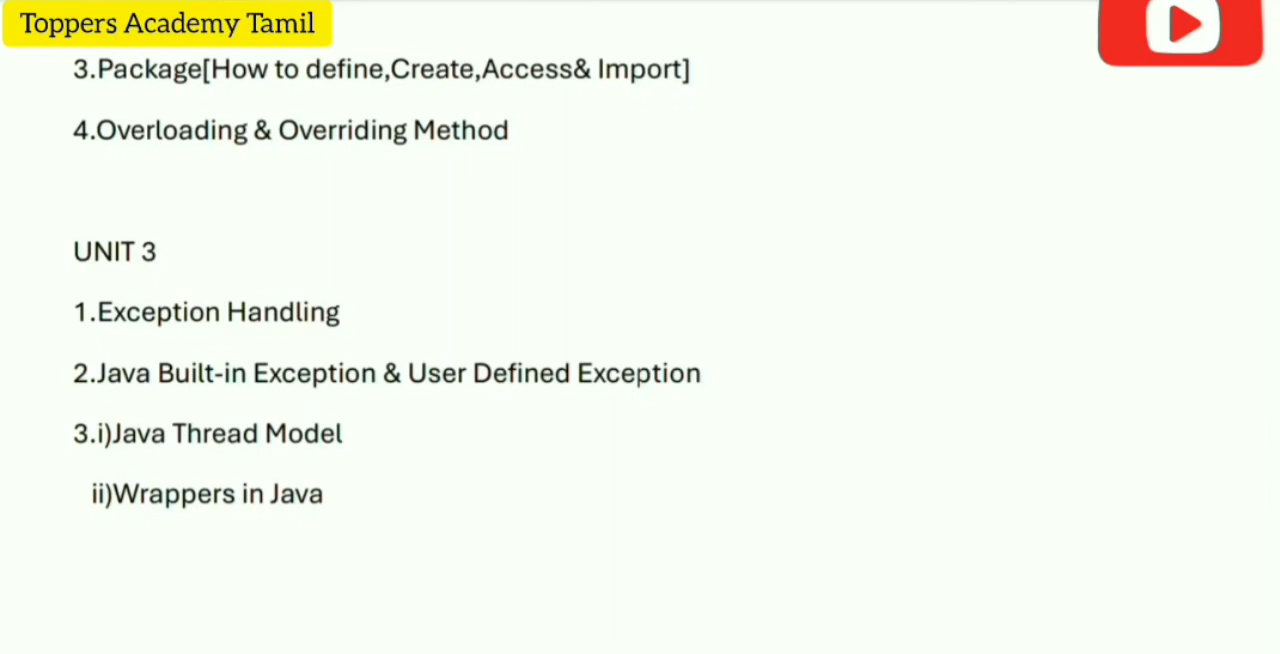 Toppers Academy Tamil
3.Package[How to define,Create,Access& Import]
4.Overloading & Overriding Method
UNIT 3
1.Exception Handling
2.Java Built-in Exception & User Defined Exception
3.i)Java Thread Model
ii)Wrappers in Java